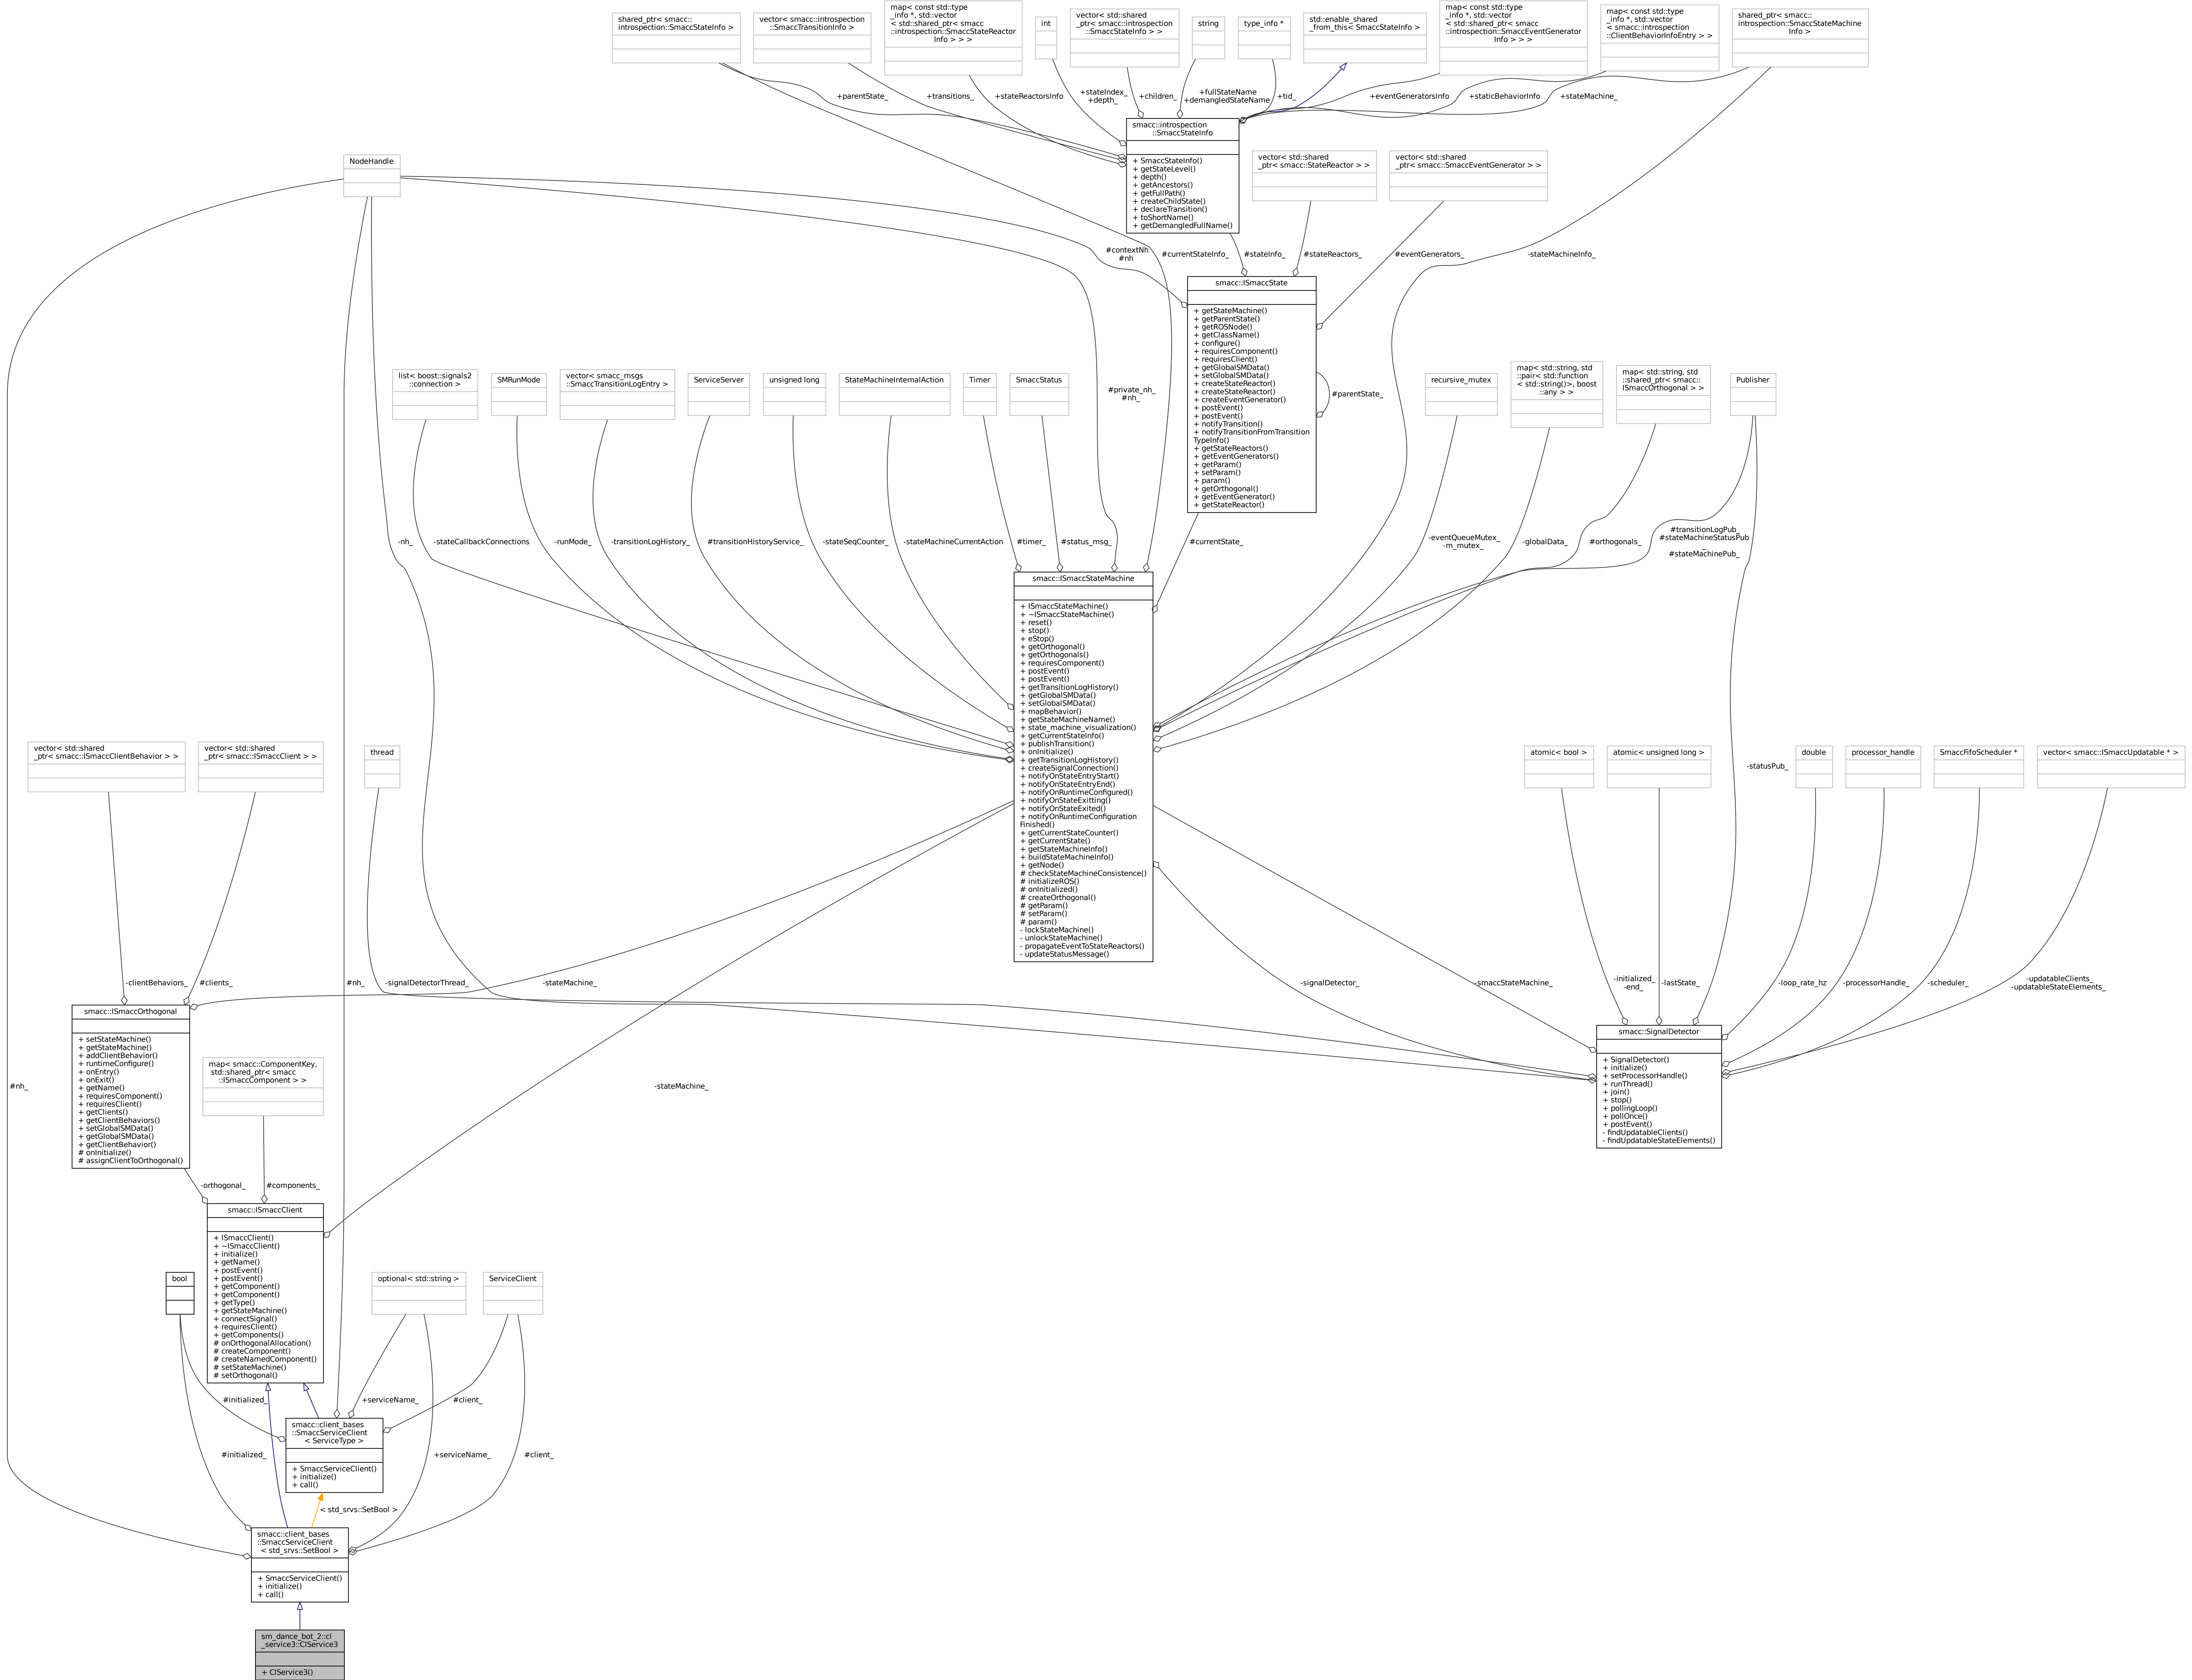 shared_ptr< smacc::
introspection::SmaccStateInfo >
vector< smacc::introspection
::SmaccTransitionInfo >
map< const std::type
_info *, std::vector
< std::shared_ptr< smacc
::introspection::SmaccStateReactor
Info > > >
int
vector< std::shared
_ptr< smacc::introspection
::SmaccStateInfo > >
string
type_info *
std::enable_shared
_from_this< SmaccStateInfo >
map< const std::type
_info *, std::vector
< std::shared_ptr< smacc
::introspection::SmaccEventGenerator
Info > > >
map< const std::type
_info *, std::vector
< smacc::introspection
::ClientBehaviorInfoEntry > >
shared_ptr< smacc::
introspection::SmaccStateMachine
Info >
+parentState_
+transitions_
+stateReactorsInfo
+stateIndex_
+depth_
+children_
+fullStateName
+demangledStateName
+tid_
+eventGeneratorsInfo
+staticBehaviorInfo
+stateMachine_
smacc::introspection
::SmaccStateInfo
+ SmaccStateInfo()
+ getStateLevel()
+ depth()
+ getAncestors()
+ getFullPath()
+ createChildState()
+ declareTransition()
+ toShortName()
+ getDemangledFullName()
NodeHandle
vector< std::shared
_ptr< smacc::StateReactor > >
vector< std::shared
_ptr< smacc::SmaccEventGenerator > >
#contextNh
#nh
#currentStateInfo_
#stateInfo_
#stateReactors_
#eventGenerators_
-stateMachineInfo_
smacc::ISmaccState
+ getStateMachine()
+ getParentState()
+ getROSNode()
+ getClassName()
+ configure()
+ requiresComponent()
+ requiresClient()
+ getGlobalSMData()
+ setGlobalSMData()
+ createStateReactor()
+ createStateReactor()
+ createEventGenerator()
+ postEvent()
+ postEvent()
+ notifyTransition()
+ notifyTransitionFromTransition
TypeInfo()
+ getStateReactors()
+ getEventGenerators()
+ getParam()
+ setParam()
+ param()
+ getOrthogonal()
+ getEventGenerator()
+ getStateReactor()
#parentState_
list< boost::signals2
::connection >
SMRunMode
vector< smacc_msgs
::SmaccTransitionLogEntry >
ServiceServer
unsigned long
StateMachineInternalAction
Timer
SmaccStatus
#private_nh_
#nh_
recursive_mutex
map< std::string, std
::pair< std::function
< std::string()>, boost
::any > >
map< std::string, std
::shared_ptr< smacc::
ISmaccOrthogonal > >
Publisher
-nh_
-stateCallbackConnections
-runMode_
-transitionLogHistory_
#transitionHistoryService_
-stateSeqCounter_
-stateMachineCurrentAction
#timer_
#status_msg_
#currentState_
-eventQueueMutex_
-m_mutex_
-globalData_
#orthogonals_
#transitionLogPub_
#stateMachineStatusPub
_
#stateMachinePub_
smacc::ISmaccStateMachine
+ ISmaccStateMachine()
+ ~ISmaccStateMachine()
+ reset()
+ stop()
+ eStop()
+ getOrthogonal()
+ getOrthogonals()
+ requiresComponent()
+ postEvent()
+ postEvent()
+ getTransitionLogHistory()
+ getGlobalSMData()
+ setGlobalSMData()
+ mapBehavior()
+ getStateMachineName()
+ state_machine_visualization()
+ getCurrentStateInfo()
+ publishTransition()
+ onInitialize()
+ getTransitionLogHistory()
+ createSignalConnection()
+ notifyOnStateEntryStart()
+ notifyOnStateEntryEnd()
+ notifyOnRuntimeConfigured()
+ notifyOnStateExitting()
+ notifyOnStateExited()
+ notifyOnRuntimeConfiguration
Finished()
+ getCurrentStateCounter()
+ getCurrentState()
+ getStateMachineInfo()
+ buildStateMachineInfo()
+ getNode()
# checkStateMachineConsistence()
# initializeROS()
# onInitialized()
# createOrthogonal()
# getParam()
# setParam()
# param()
- lockStateMachine()
- unlockStateMachine()
- propagateEventToStateReactors()
- updateStatusMessage()
vector< std::shared
_ptr< smacc::ISmaccClientBehavior > >
vector< std::shared
_ptr< smacc::ISmaccClient > >
thread
atomic< bool >
atomic< unsigned long >
double
processor_handle
SmaccFifoScheduler *
vector< smacc::ISmaccUpdatable * >
-statusPub_
-clientBehaviors_
#clients_
#nh_
-signalDetectorThread_
-stateMachine_
-signalDetector_
-smaccStateMachine_
-initialized_
-end_
-lastState_
-loop_rate_hz
-processorHandle_
-scheduler_
-updatableClients_
-updatableStateElements_
smacc::ISmaccOrthogonal
+ setStateMachine()
+ getStateMachine()
+ addClientBehavior()
+ runtimeConfigure()
+ onEntry()
+ onExit()
+ getName()
+ requiresComponent()
+ requiresClient()
+ getClients()
+ getClientBehaviors()
+ setGlobalSMData()
+ getGlobalSMData()
+ getClientBehavior()
# onInitialize()
# assignClientToOrthogonal()
smacc::SignalDetector
+ SignalDetector()
+ initialize()
+ setProcessorHandle()
+ runThread()
+ join()
+ stop()
+ pollingLoop()
+ pollOnce()
+ postEvent()
- findUpdatableClients()
- findUpdatableStateElements()
map< smacc::ComponentKey,
std::shared_ptr< smacc
::ISmaccComponent > >
#nh_
-stateMachine_
-orthogonal_
#components_
smacc::ISmaccClient
+ ISmaccClient()
+ ~ISmaccClient()
+ initialize()
+ getName()
+ postEvent()
+ postEvent()
+ getComponent()
+ getComponent()
+ getType()
+ getStateMachine()
+ connectSignal()
+ requiresClient()
+ getComponents()
# onOrthogonalAllocation()
# createComponent()
# createNamedComponent()
# setStateMachine()
# setOrthogonal()
bool
optional< std::string >
ServiceClient
#initialized_
+serviceName_
#client_
smacc::client_bases
::SmaccServiceClient
< ServiceType >
+ SmaccServiceClient()
+ initialize()
+ call()
#initialized_
+serviceName_
#client_
< std_srvs::SetBool >
smacc::client_bases
::SmaccServiceClient
< std_srvs::SetBool >
+ SmaccServiceClient()
+ initialize()
+ call()
sm_dance_bot_2::cl
_service3::ClService3
+ ClService3()